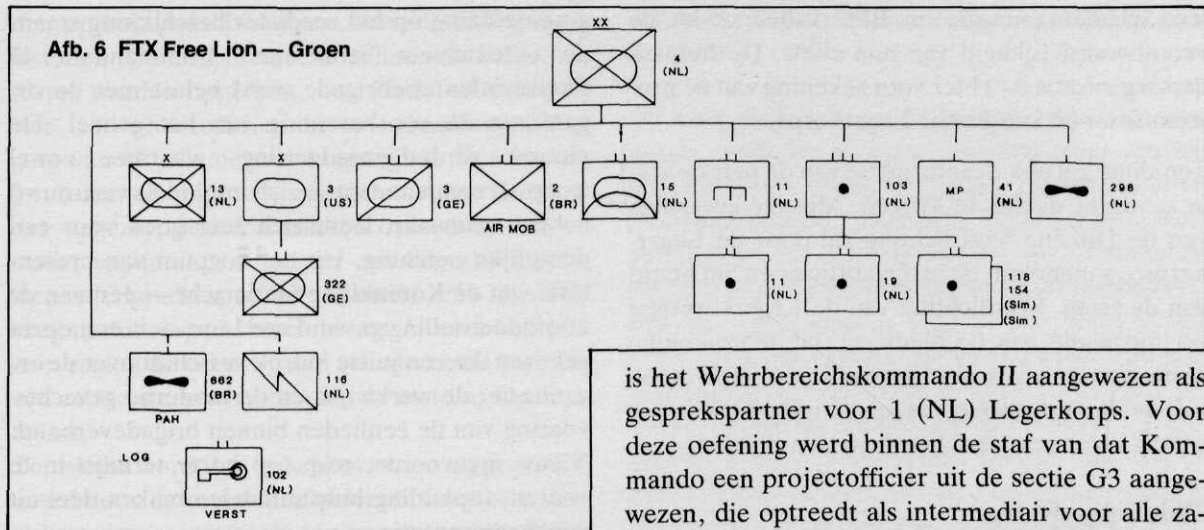 Afb. 6 FTX Free Lion — Groen
XX
4
(NL)
X
13
(NL)
X
3
(US)
1
(GE)
X
2
(BR)
AIR MOB
15
(NL)
11
(NL)
103
(NL)
MP
41
(NL)
298
(NL)
322
(GE)
11
(NL)
(NL)
19
(NL)
118
154
(Sim)
(Sim)
662
(BR)
PAH
116
(NL)
LOG
102
VERST
is het Wehrbereichskommando II aangewezen als
gesprekspartner voor 1 (NL) Legerkorps. Voor
deze oefening werd binnen de staf van dat Kom-
mando een projectofficier uit de sectie G3 aange-
wezen, die optreedt als intermediair voor alle za-